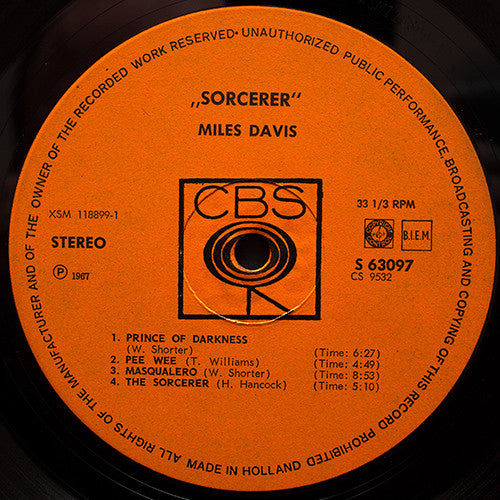 ALL RIGHTS OF THE MANUFACTURER AND OF THE OWNER OF THE RECORDED WORK RESERVED • UNAUTHORIZED PUBLIC PERFORMANCE, BROADCASTING AND COPYING OF THIS RECORD PROHIBITED
„SORCERER“
MILES DAVIS
CBS
XSM 118899-1
33 1/3 RPM
STEREO
B.I.E.M.
S 63097
CS 9532
Ⓟ 1967
1. PRINCE OF DARKNESS
(W. Shorter) (Time: 6:27)
2. PEE WEE (T. Williams) (Time: 4:49)
3. MASQUALERO (W. Shorter) (Time: 8:53)
4. THE SORCERER (H. Hancock) (Time: 5:10)
MADE IN HOLLAND